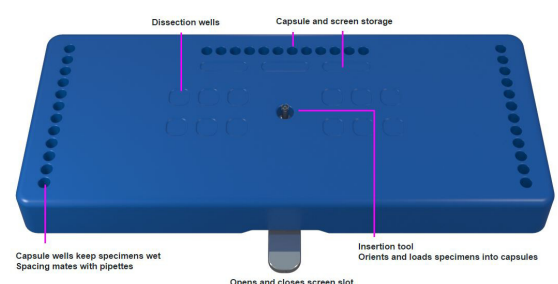 Dissection wells
Capsule and screen storage
Capsule wells keep specimens wet
Spacing mates with pipettes
Insertion tool
Orients and loads specimens into capsules
Opens and closes screen slot